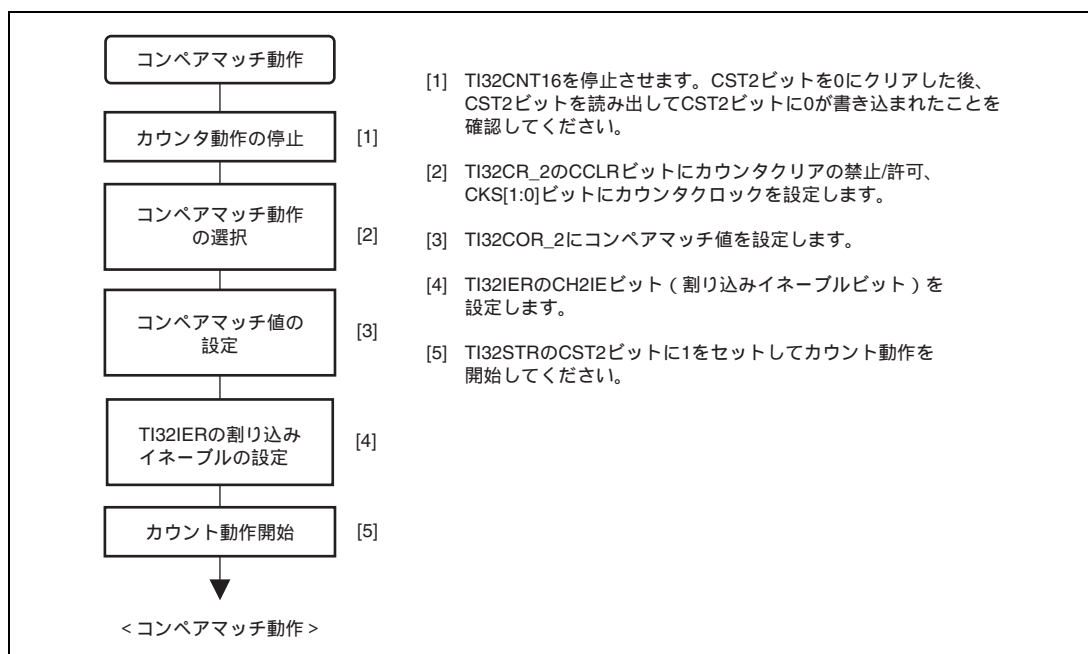 コンペアマッチ動作
カウンタ動作の停止
[1]
コンペアマッチ動作
の選択
[2]
コンペアマッチ値の
設定
[3]
TI32IERの割り込み
イネーブルの設定
[4]
カウント動作開始
[5]
<コンペアマッチ動作>
[1] TI32CNT16を停止させます。CST2ビットを0にクリアした後、
CST2ビットを読み出してCST2ビットに0が書き込まれたことを
確認してください。
[2] TI32CR_2のCCLRビットにカウンタクリアの禁止/許可、
CKS[1:0]ビットにカウンタクロックを設定します。
[3] TI32COR_2にコンペアマッチ値を設定します。
[4] TI32IERのCH2IEビット(割り込みイネーブルビット)を
設定します。
[5] TI32STRのCST2ビットに1をセットしてカウント動作を
開始してください。